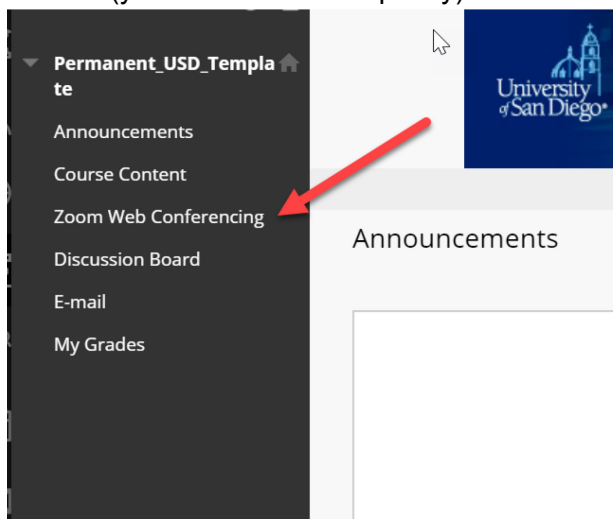 Permanent_USD_Templa
te
Announcements
Course Content
Zoom Web Conferencing
Discussion Board
E-mail
My Grades
University
of San Diego
Announcements